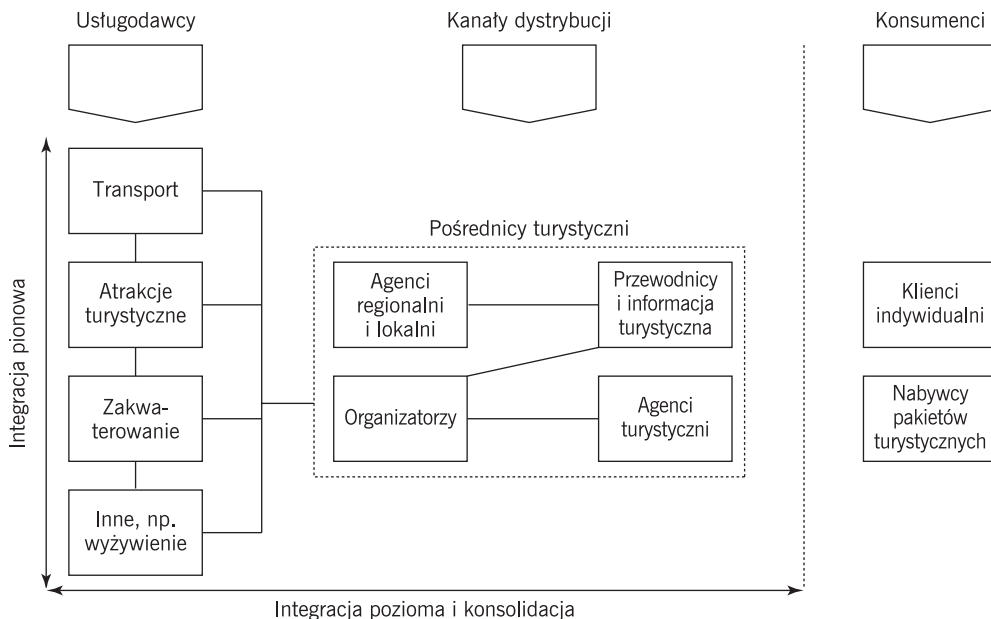 Usługodawcy
Kanały dystrybucji
Konsumenci
Integracja pionowa
Transport
Atrakcje
turystyczne
Zakwa-
terowanie
Inne, np.
wyżywienie
Pośrednicy turystyczni
Agenci
regionalni
i lokalni
Przewodnicy
i informacja
turystyczna
Organizatorzy
Agenci
turystyczni
Klienci
indywidualni
Nabywcy
pakietów
turystycznych
Integracja pozioma i konsolidacja